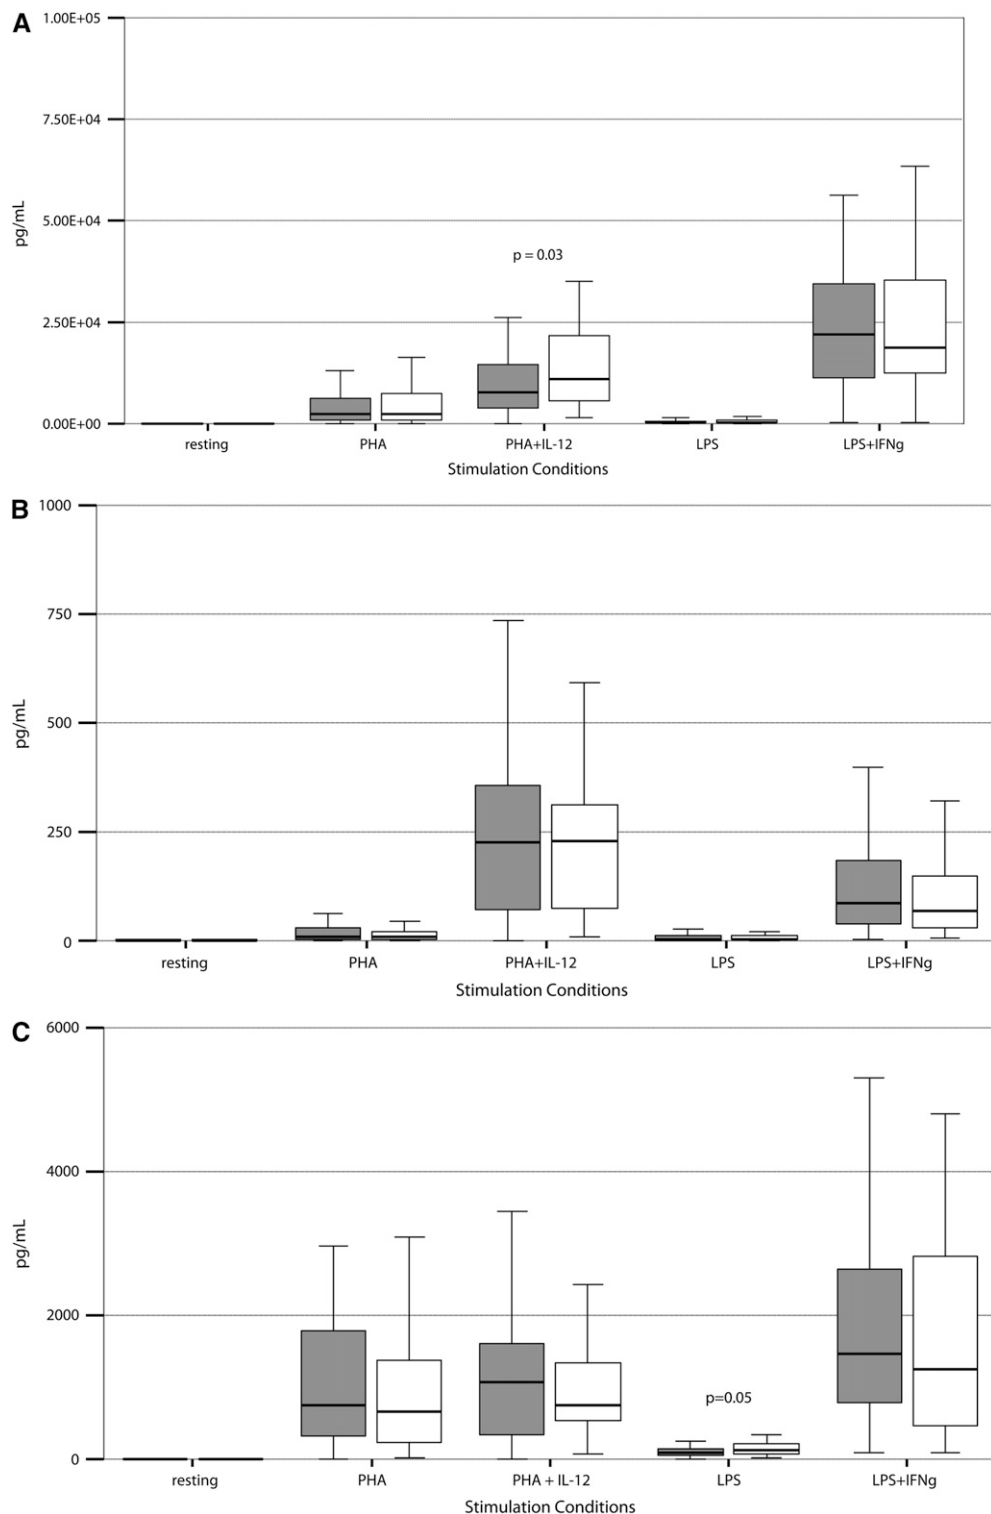 A
1.00E+05
7.50E+04
5.00E+04
2.50E+04
0.00E+00
pg/mL
p = 0.03
resting PHA PHA+IL-12 LPS LPS+IFNg
Stimulation Conditions
B
1000
750
500
250
0
pg/mL
resting PHA PHA+IL-12 LPS LPS+IFNg
Stimulation Conditions
C
6000
4000
2000
0
pg/mL
p=0.05
resting PHA PHA + IL-12 LPS LPS+IFNg
Stimulation Conditions